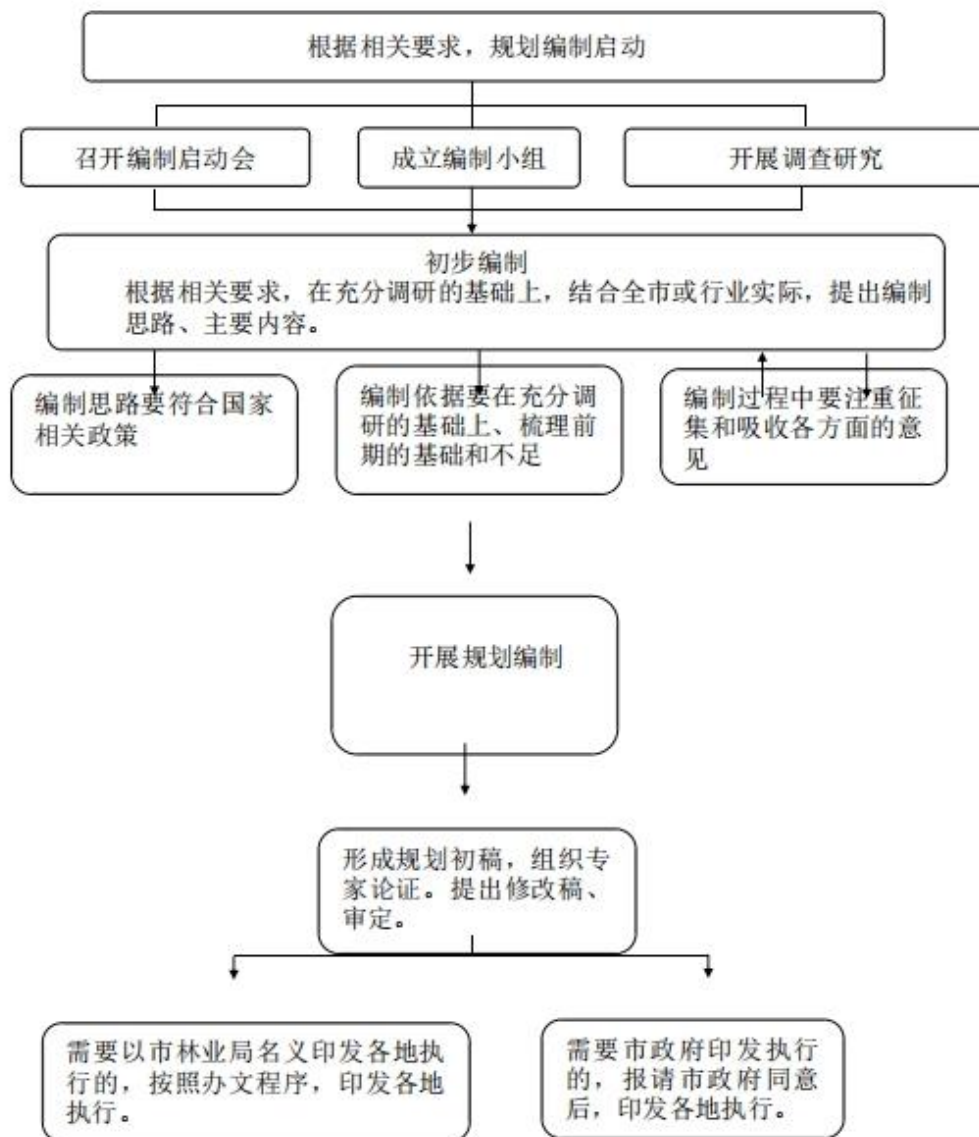 根据相关要求，规划编制启动
召开编制启动会
成立编制小组
开展调查研究
初步编制
根据相关要求，在充分调研的基础上，结合全市或行业实际，提出编制
思路、主要内容。
编制思路要符合国家
相关政策
编制依据要在充分调
研的基础上、梳理前
期的基础和不足
编制过程中要注重征
集和吸收各方面的意
见
开展规划编制
形成规划初稿，组织专
家论证。提出修改稿、
审定。
需要以市林业局名义印发各地执
行的，按照办文程序，印发各地
执行。
需要市政府印发执行
的，报请市政府同意
后，印发各地执行。